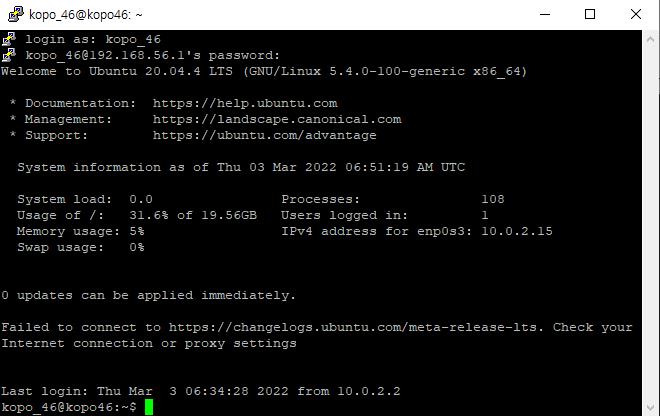 kopo_46@kopo46: ~
login as: kopo_46
kopo_46@192.168.56.1's password:
Welcome to Ubuntu 20.04.4 LTS (GNU/Linux 5.4.0-100-generic x86_64)
* Documentation:  https://help.ubuntu.com
* Management:     https://landscape.canonical.com
* Support:        https://ubuntu.com/advantage
System information as of Thu 03 Mar 2022 06:51:19 AM UTC
System load:  0.0                Processes:               108
Usage of /:   31.6% of 19.56GB   Users logged in:         1
Memory usage: 5%                 IPv4 address for enp0s3: 10.0.2.15
Swap usage:   0%
0 updates can be applied immediately.
Failed to connect to https://changelogs.ubuntu.com/meta-release-lts. Check your
Internet connection or proxy settings
Last login: Thu Mar  3 06:34:28 2022 from 10.0.2.2
kopo_46@kopo46:~$